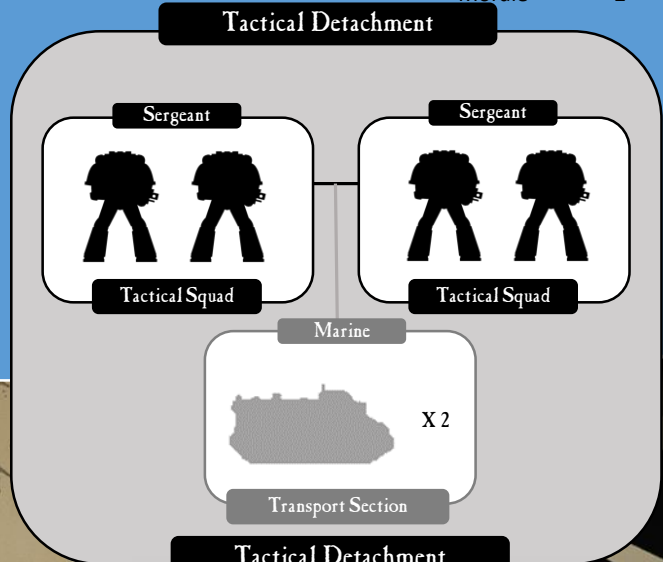 Tactical Detachment
Sergeant
Sergeant
Tactical Squad
Tactical Squad
Marine
X 2
Transport Section
Tactical Detachment